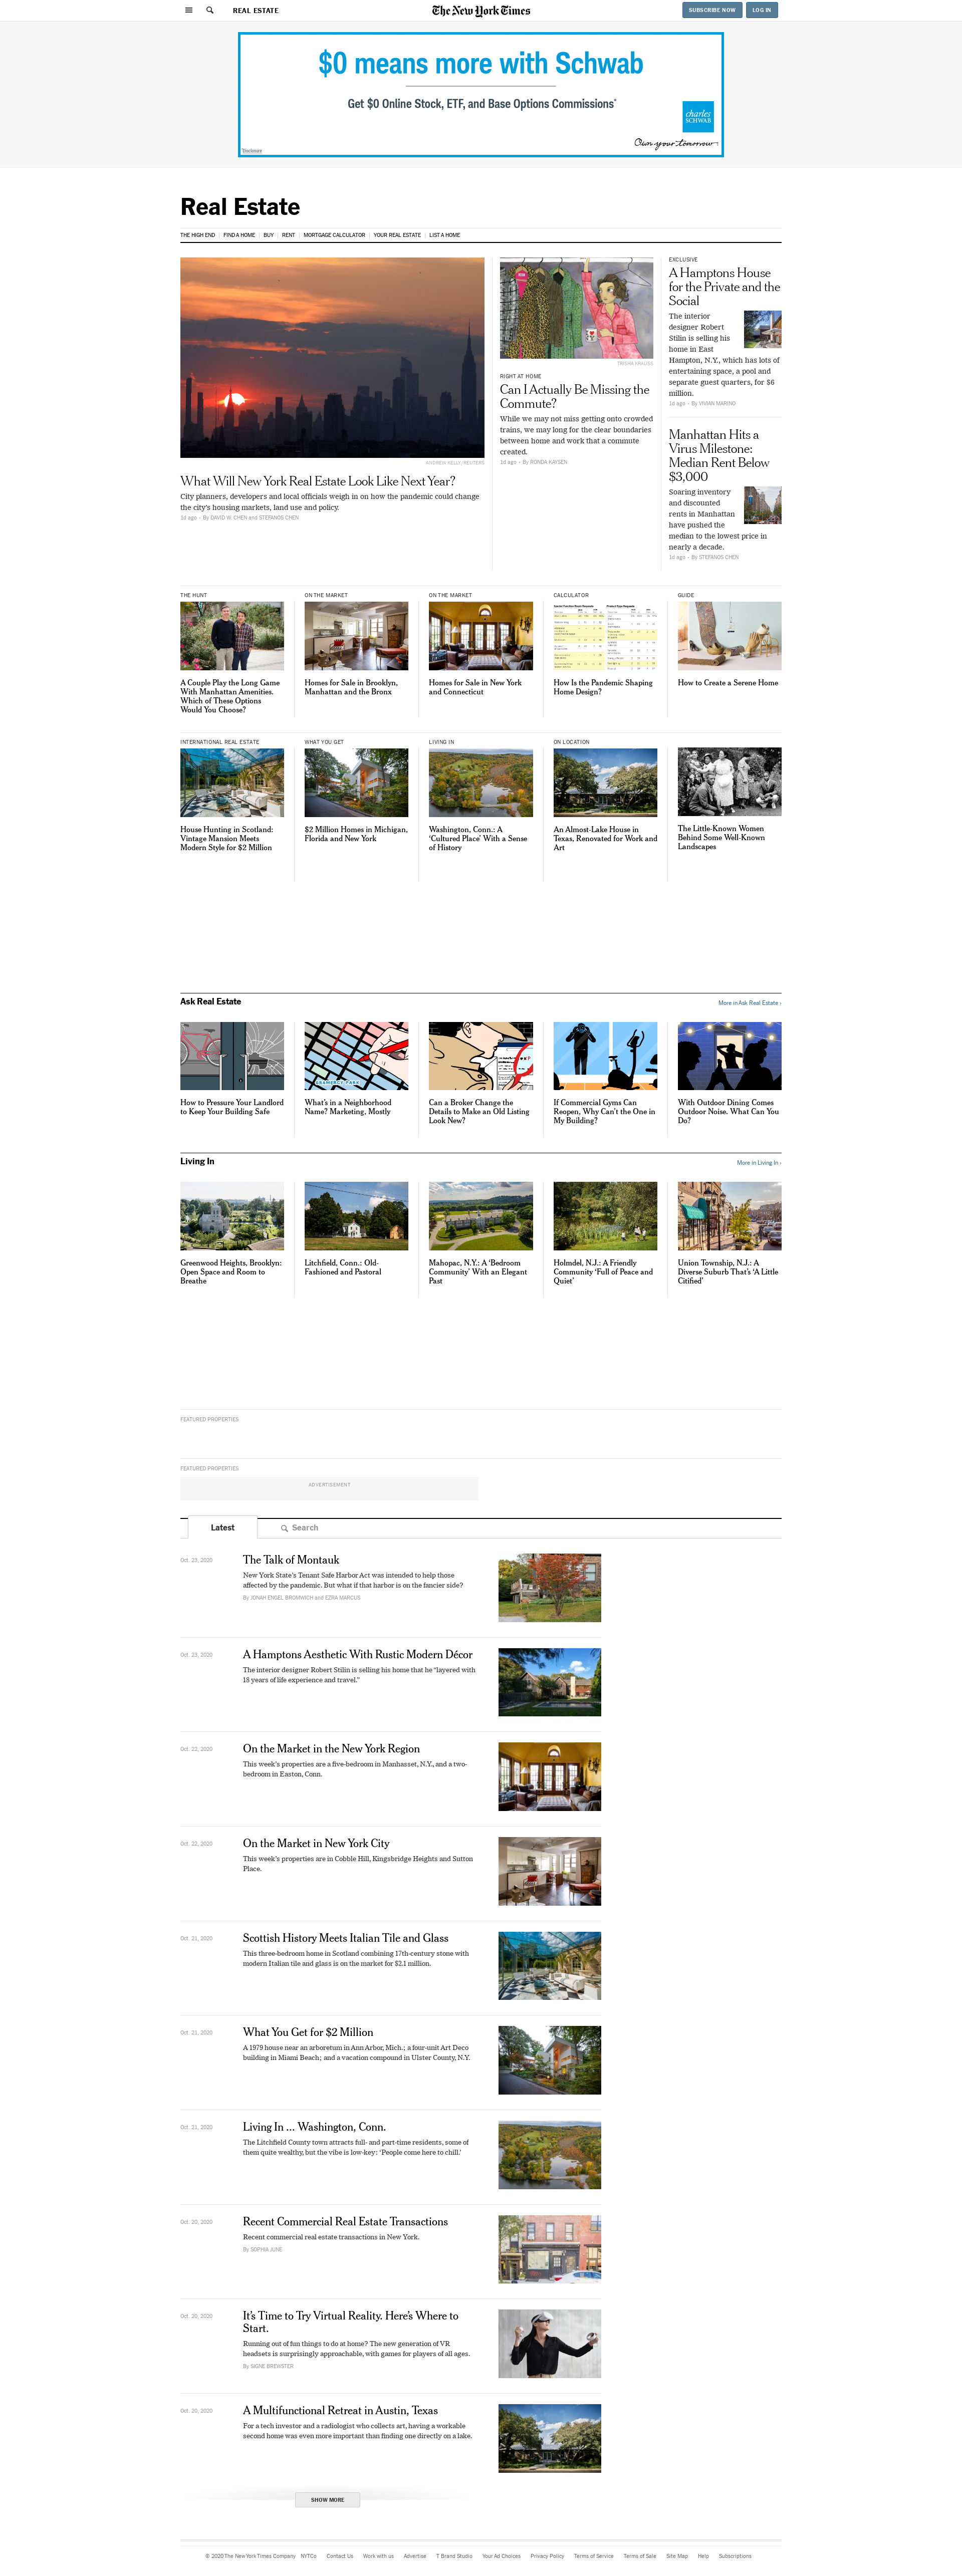 REAL ESTATE
The New York Times
SUBSCRIBE NOW
LOG IN
$0 means more with Schwab
Get $0 Online Stock, ETF, and Base Options Commissions*
charles
SCHWAB
Own your tomorrow
Disclosure
Real Estate
THE HIGH END
FIND A HOME
BUY
RENT
MORTGAGE CALCULATOR
YOUR REAL ESTATE
LIST A HOME
ANDREW KELLY/REUTERS
What Will New York Real Estate Look Like Next Year?
City planners, developers and local officials weigh in on how the pandemic could change
the city's housing markets, land use and policy.
1d ago · By DAVID W. CHEN and STEFANOS CHEN
TRISHA KRAUSS
RIGHT AT HOME
Can I Actually Be Missing the
Commute?
While we may not miss getting onto crowded
trains, we may long for the clear boundaries
between home and work that a commute
created.
1d ago · By RONDA KAYSEN
EXCLUSIVE
A Hamptons House
for the Private and the
Social
The interior
designer Robert
Stilin is selling his
home in East
Hampton, N.Y., which has lots of
entertaining space, a pool and
separate guest quarters, for $6
million.
1d ago · By VIVIAN MARINO
Manhattan Hits a
Virus Milestone:
Median Rent Below
$3,000
Soaring inventory
and discounted
rents in Manhattan
have pushed the
median to the lowest price in
nearly a decade.
1d ago · By STEFANOS CHEN
THE HUNT
A Couple Play the Long Game
With Manhattan Amenities.
Which of These Options
Would You Choose?
ON THE MARKET
Homes for Sale in Brooklyn,
Manhattan and the Bronx
ON THE MARKET
Homes for Sale in New York
and Connecticut
CALCULATOR
How Is the Pandemic Shaping
Home Design?
GUIDE
How to Create a Serene Home
INTERNATIONAL REAL ESTATE
House Hunting in Scotland:
Vintage Mansion Meets
Modern Style for $2 Million
WHAT YOU GET
$2 Million Homes in Michigan,
Florida and New York
LIVING IN
Washington, Conn.: A
'Cultured Place' With a Sense
of History
ON LOCATION
An Almost-Lake House in
Texas, Renovated for Work and
Art
The Little-Known Women
Behind Some Well-Known
Landscapes
Ask Real Estate
More in Ask Real Estate ›
How to Pressure Your Landlord
to Keep Your Building Safe
GRAMERCY PARK
What's in a Neighborhood
Name? Marketing, Mostly
Can a Broker Change the
Details to Make an Old Listing
Look New?
If Commercial Gyms Can
Reopen, Why Can't the One in
My Building?
With Outdoor Dining Comes
Outdoor Noise. What Can You
Do?
Living In
More in Living In ›
Greenwood Heights, Brooklyn:
Open Space and Room to
Breathe
Litchfield, Conn.: Old-
Fashioned and Pastoral
Mahopac, N.Y.: A 'Bedroom
Community' With an Elegant
Past
Holmdel, N.J.: A Friendly
Community 'Full of Peace and
Quiet'
Union Township, N.J.: A
Diverse Suburb That's 'A Little
Citified'
FEATURED PROPERTIES
FEATURED PROPERTIES
ADVERTISEMENT
Latest
Search
Oct. 23, 2020
The Talk of Montauk
New York State's Tenant Safe Harbor Act was intended to help those
affected by the pandemic. But what if that harbor is on the fancier side?
By JONAH ENGEL BROMWICH and EZRA MARCUS
Oct. 23, 2020
A Hamptons Aesthetic With Rustic Modern Décor
The interior designer Robert Stilin is selling his home that he "layered with
18 years of life experience and travel."
Oct. 22, 2020
On the Market in the New York Region
This week's properties are a five-bedroom in Manhasset, N.Y., and a two-
bedroom in Easton, Conn.
Oct. 22, 2020
On the Market in New York City
This week's properties are in Cobble Hill, Kingsbridge Heights and Sutton
Place.
Oct. 21, 2020
Scottish History Meets Italian Tile and Glass
This three-bedroom home in Scotland combining 17th-century stone with
modern Italian tile and glass is on the market for $2.1 million.
Oct. 21, 2020
What You Get for $2 Million
A 1979 house near an arboretum in Ann Arbor, Mich.; a four-unit Art Deco
building in Miami Beach; and a vacation compound in Ulster County, N.Y.
Oct. 21, 2020
Living In ... Washington, Conn.
The Litchfield County town attracts full- and part-time residents, some of
them quite wealthy, but the vibe is low-key: 'People come here to chill.'
Oct. 20, 2020
Recent Commercial Real Estate Transactions
Recent commercial real estate transactions in New York.
By SOPHIA JUNE
Oct. 20, 2020
It's Time to Try Virtual Reality. Here's Where to
Start.
Running out of fun things to do at home? The new generation of VR
headsets is surprisingly approachable, with games for players of all ages.
By SIGNE BREWSTER
Oct. 20, 2020
A Multifunctional Retreat in Austin, Texas
For a tech investor and a radiologist who collects art, having a workable
second home was even more important than finding one directly on a lake.
SHOW MORE
© 2020 The New York Times Company
NYTCo
Contact Us
Work with us
Advertise
T Brand Studio
Your Ad Choices
Privacy Policy
Terms of Service
Terms of Sale
Site Map
Help
Subscriptions